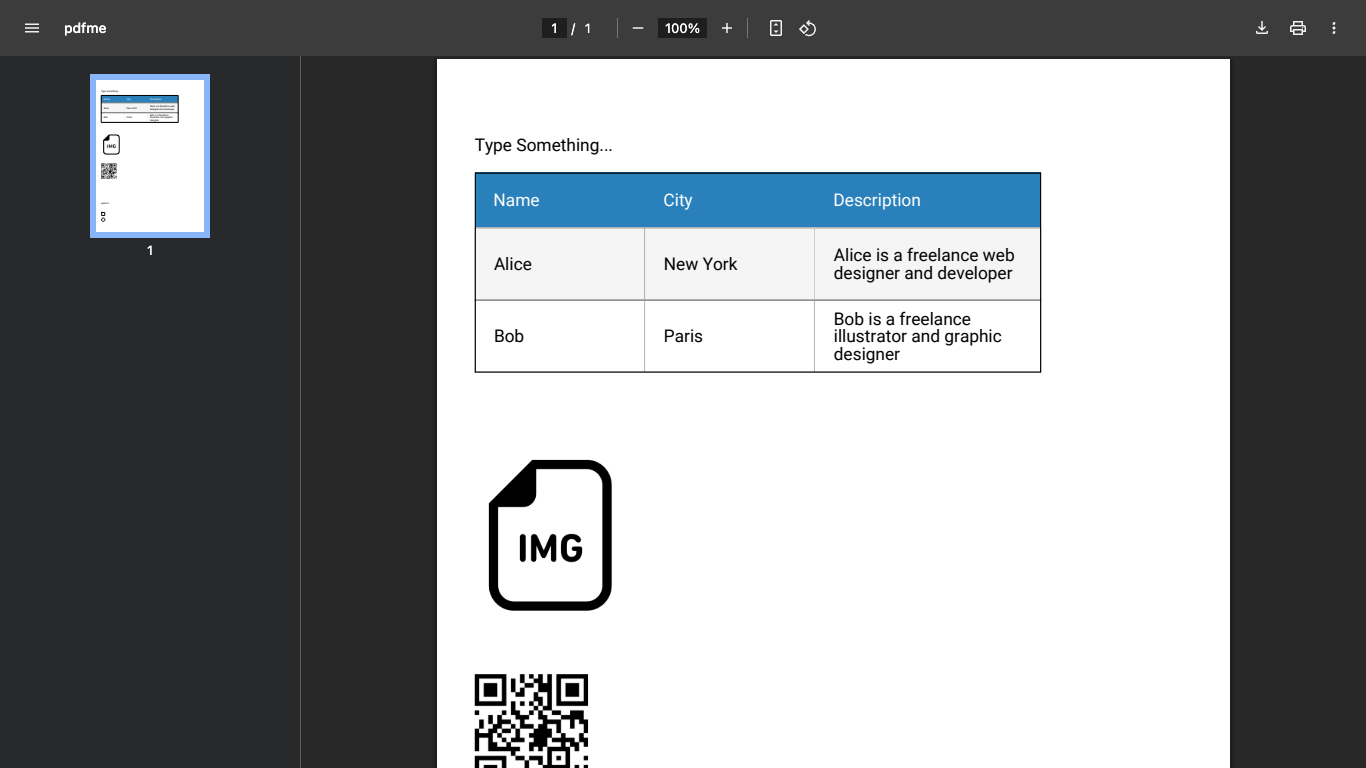 pdfme
1 / 1
100%
1
Type Something...
Name City Description
Alice New York Alice is a freelance web
designer and developer
Bob Paris Bob is a freelance
illustrator and graphic
designer
IMG